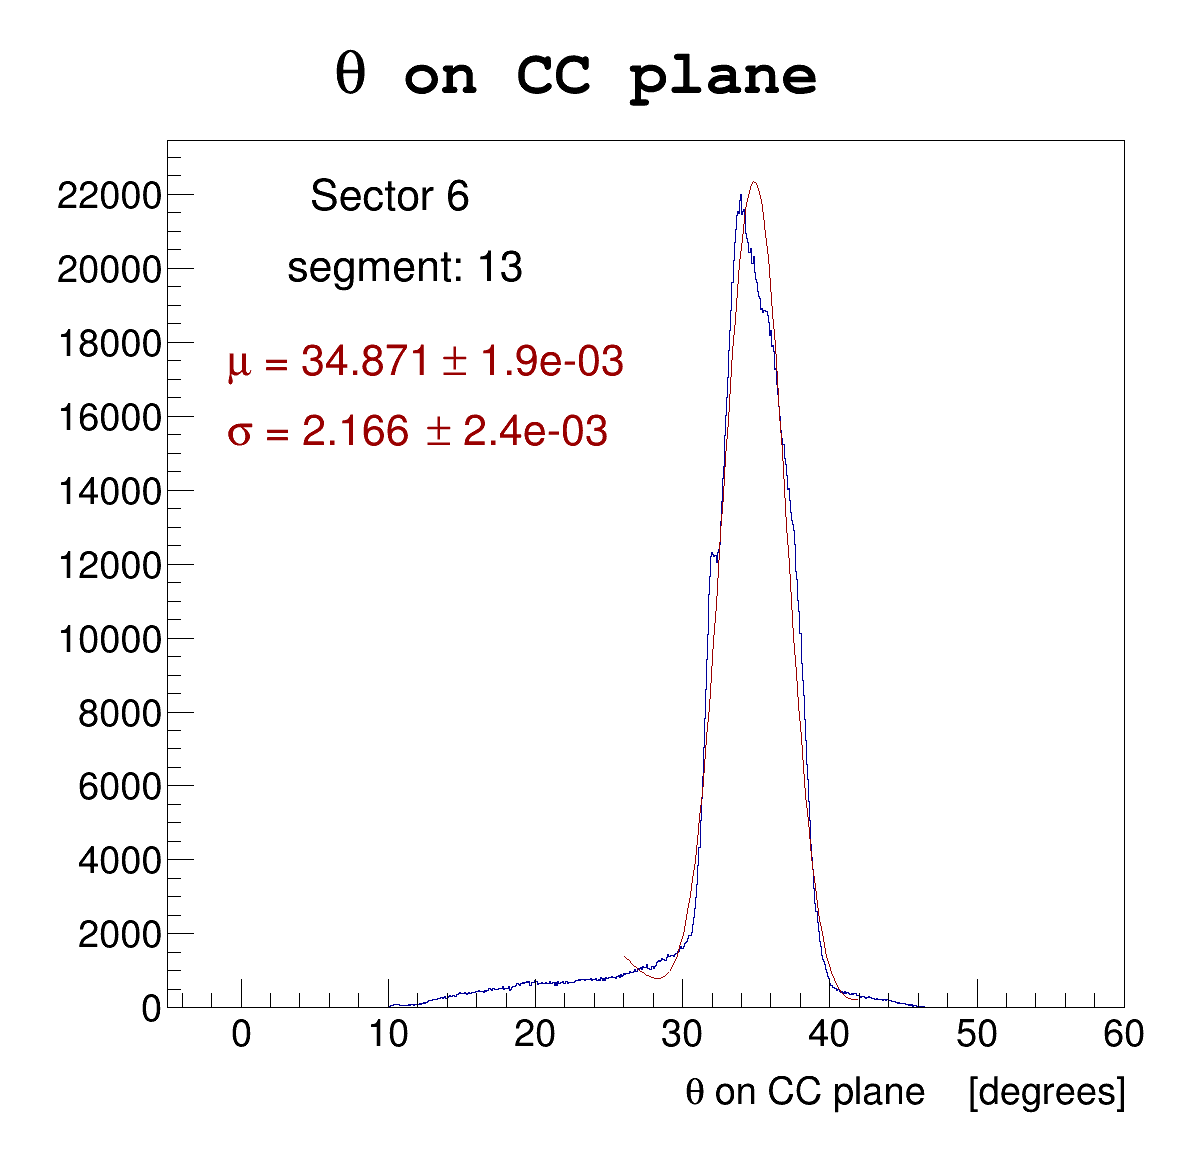 θ on CC plane
Sector 6
segment: 13
μ = 34.871 ± 1.9e-03
σ = 2.166 ± 2.4e-03
22000
20000
18000
16000
14000
12000
10000
8000
6000
4000
2000
0
0 10 20 30 40 50 60
θ on CC plane [degrees]